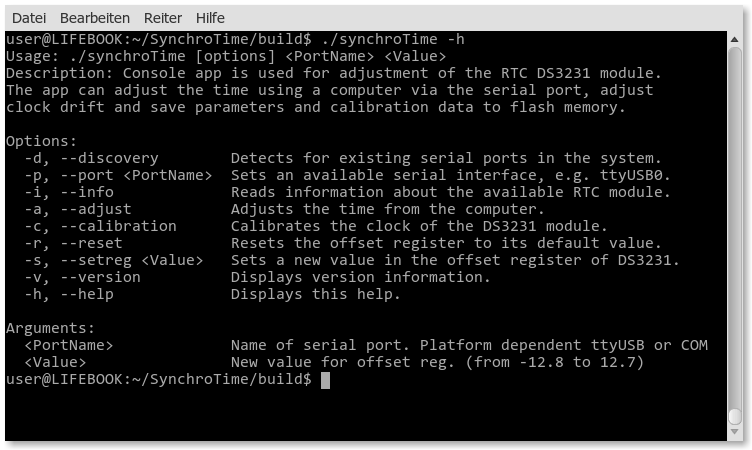 Datei Bearbeiten Reiter Hilfe
user@LIFEBOOK:~/SynchroTime/build$ ./synchroTime -h
Usage: ./synchroTime [options] <PortName> <Value>
Description: Console app is used for adjustment of the RTC DS3231 module.
The app can adjust the time using a computer via the serial port, adjust
clock drift and save parameters and calibration data to flash memory.

Options:
  -d, --discovery        Detects for existing serial ports in the system.
  -p, --port <PortName>  Sets an available serial interface, e.g. ttyUSB0.
  -i, --info             Reads information about the available RTC module.
  -a, --adjust           Adjusts the time from the computer.
  -c, --calibration      Calibrates the clock of the DS3231 module.
  -r, --reset            Resets the offset register to its default value.
  -s, --setreg <Value>   Sets a new value in the offset register of DS3231.
  -v, --version          Displays version information.
  -h, --help             Displays this help.

Arguments:
  <PortName>             Name of serial port. Platform dependent ttyUSB or COM
  <Value>                New value for offset reg. (from -12.8 to 12.7)
user@LIFEBOOK:~/SynchroTime/build$